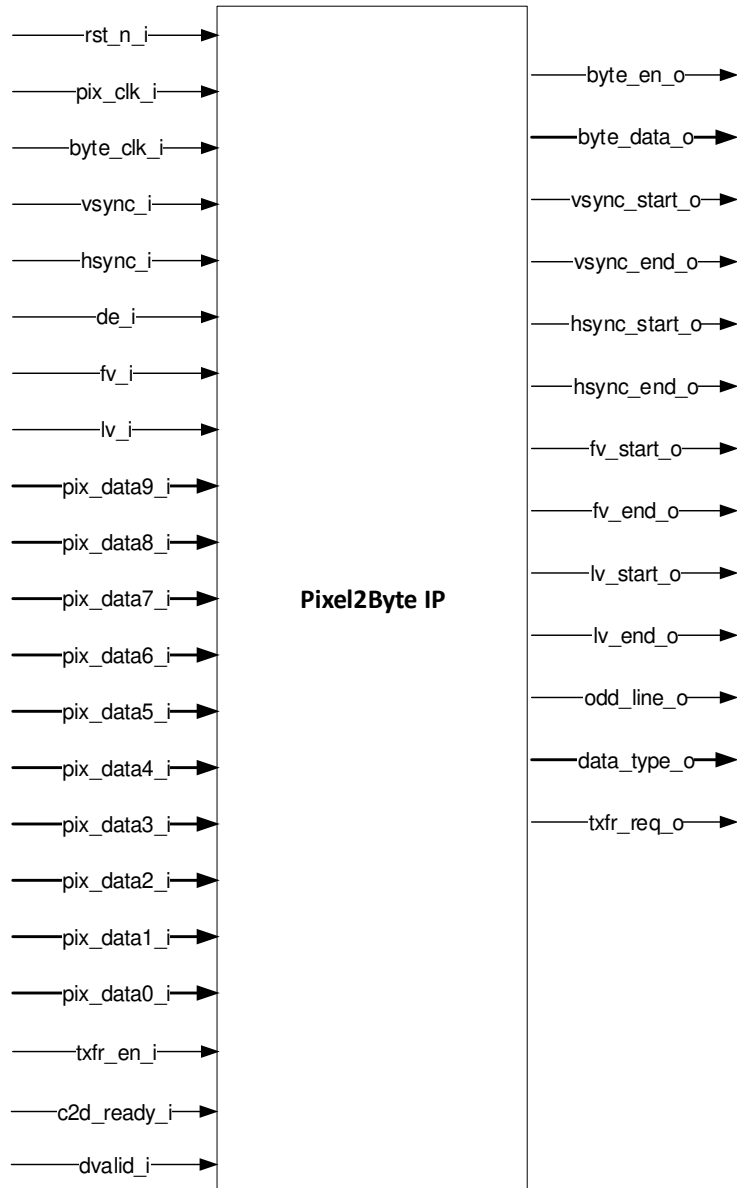 rst_n_i
pix_clk_i
byte_clk_i
vsync_i
hsync_i
de_i
fv_i
lv_i
pix_data9_i
pix_data8_i
pix_data7_i
pix_data6_i
pix_data5_i
pix_data4_i
pix_data3_i
pix_data2_i
pix_data1_i
pix_data0_i
txfr_en_i
c2d_ready_i
dvalid_i
Pixel2Byte IP
byte_en_o
byte_data_o
vsync_start_o
vsync_end_o
hsync_start_o
hsync_end_o
fv_start_o
fv_end_o
lv_start_o
lv_end_o
odd_line_o
data_type_o
txfr_req_o